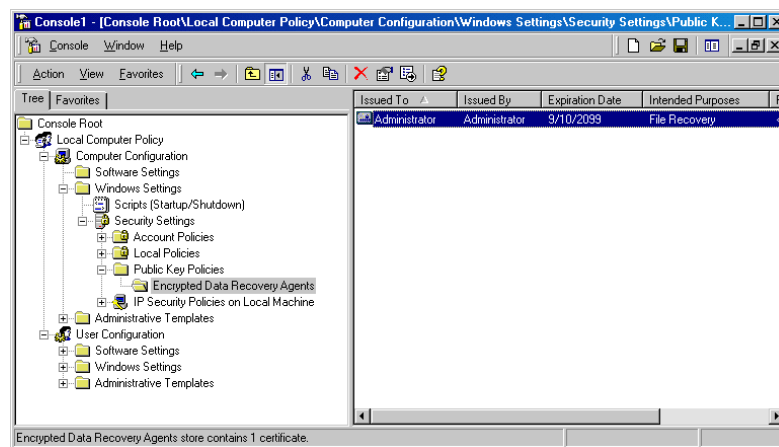 Console1 - [Console Root\Local Computer Policy\Computer Configuration\Windows Settings\Security Settings\Public K...
Console Window Help
Action View Favorites
Tree Favorites
Console Root
Local Computer Policy
Computer Configuration
Software Settings
Windows Settings
Scripts (Startup/Shutdown)
Security Settings
Account Policies
Local Policies
Public Key Policies
Encrypted Data Recovery Agents
IP Security Policies on Local Machine
Administrative Templates
User Configuration
Software Settings
Windows Settings
Administrative Templates
Issued To Issued By Expiration Date Intended Purposes
Administrator Administrator 9/10/2099 File Recovery
Encrypted Data Recovery Agents store contains 1 certificate.